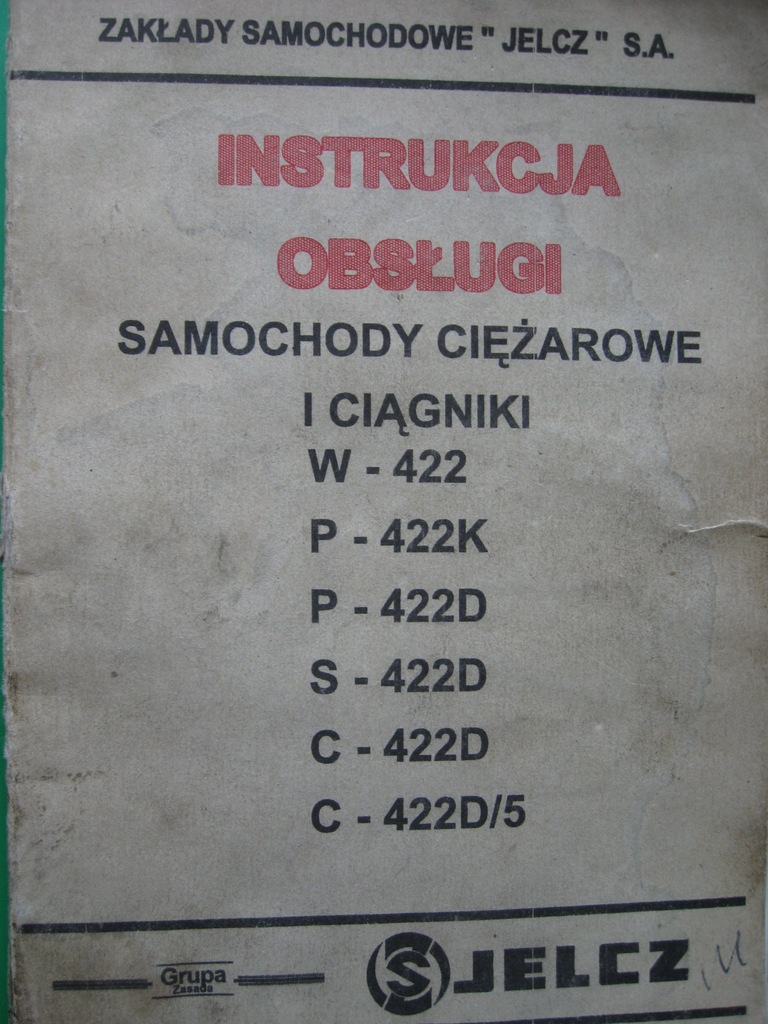 ZAKŁADY SAMOCHODOWE " JELCZ " S.A.
INSTRUKCJA
OBSŁUGI
SAMOCHODY CIĘŻAROWE
I CIĄGNIKI
W - 422
P - 422K
P - 422D
S - 422D
C - 422D
C - 422D/5
Grupa
Zasada
S JELCZ